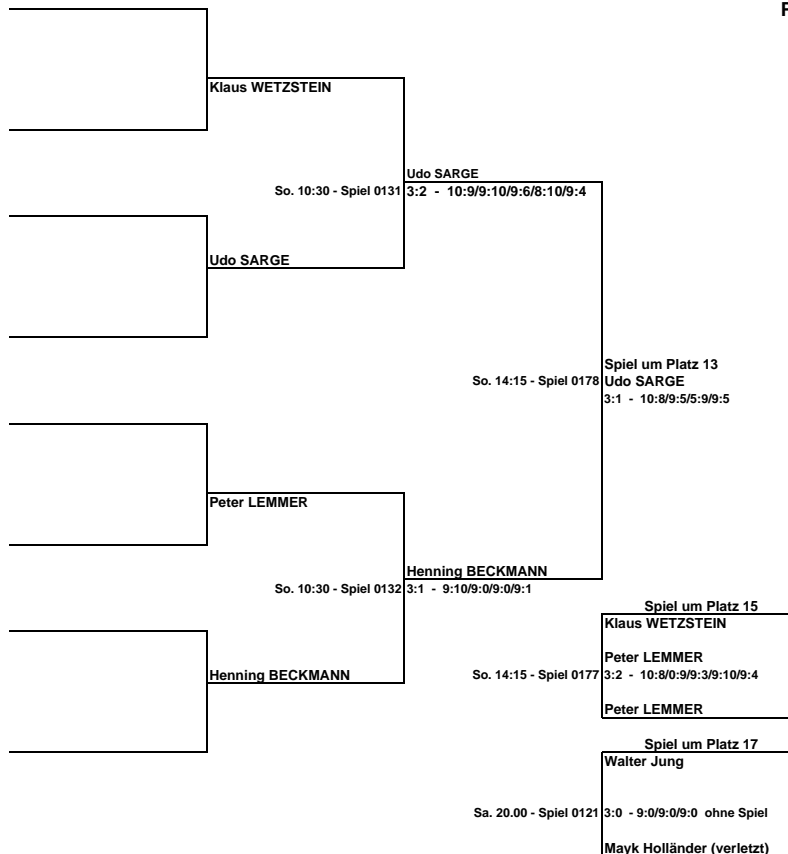 Klaus WETZSTEIN
Udo SARGE
So. 10:30 - Spiel 0131 3:2 - 10:9/9:10/9:6/8:10/9:4
Udo SARGE
Spiel um Platz 13
So. 14:15 - Spiel 0178 Udo SARGE
3:1 - 10:8/9:5/5:9/9:5
Peter LEMMER
Henning BECKMANN
So. 10:30 - Spiel 0132 3:1 - 9:10/9:0/9:0/9:1
Spiel um Platz 15
Klaus WETZSTEIN
Peter LEMMER
Henning BECKMANN
So. 14:15 - Spiel 0177 3:2 - 10:8/0:9/9:3/9:10/9:4
Peter LEMMER
Spiel um Platz 17
Walter Jung
Sa. 20.00 - Spiel 0121 3:0 - 9:0/9:0/9:0 ohne Spiel
Mayk Holländer (verletzt)